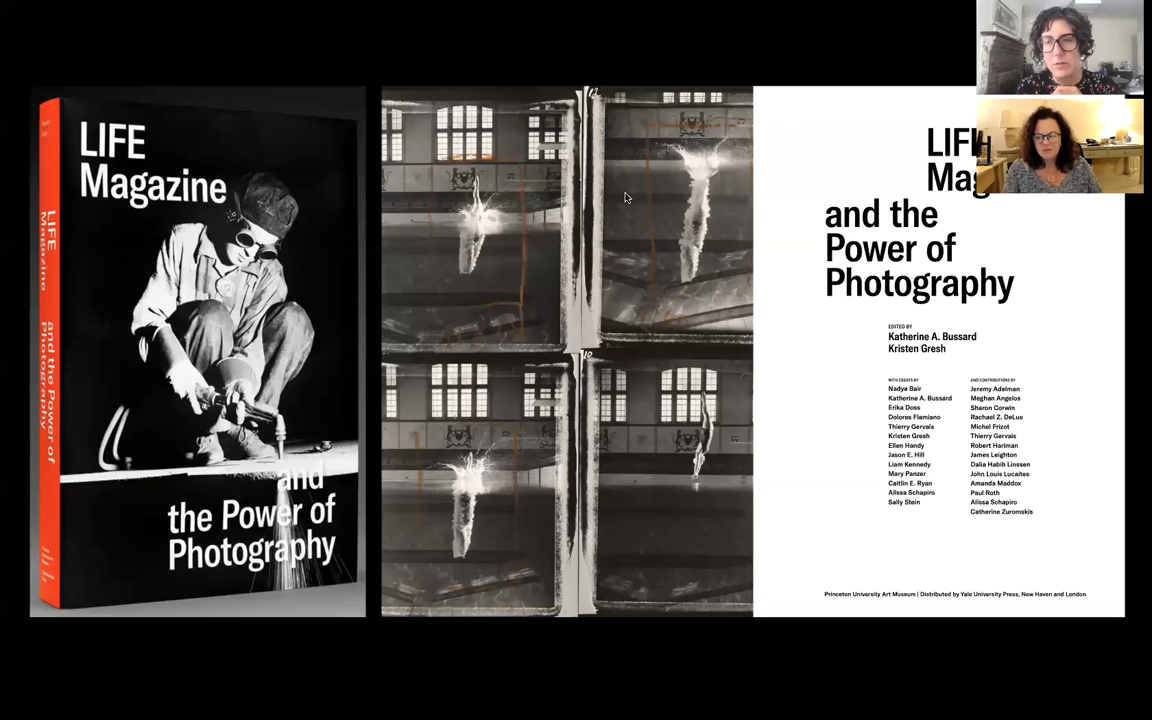 LIFE
Magazine
and
the Power of
Photography
LIFE
Magazine
and the Power of
Photography
10
and the
Power of
Photography
EDITED BY
Katherine A. Bussard
Kristen Gresh
WITH ESSAYS BY
Nadya Bair
Katherine A. Bussard
Erika Doss
Dolores Flamiano
Thierry Gervais
Kristen Gresh
Ellen Handy
Jason E. Hill
Liam Kennedy
Mary Panzer
Caitlin E. Ryan
Alissa Schapiro
Sally Stein
AND CONTRIBUTIONS BY
Jeremy Adelman
Meghan Angelos
Sharon Corwin
Rachael Z. DeLue
Michel Frizot
Thierry Gervais
Robert Hariman
James Leighton
Dalia Habib Linssen
John Louis Lucaites
Amanda Maddox
Paul Roth
Alissa Schapiro
Catherine Zuromskis
Princeton University Art Museum | Distributed by Yale University Press, New Haven and London